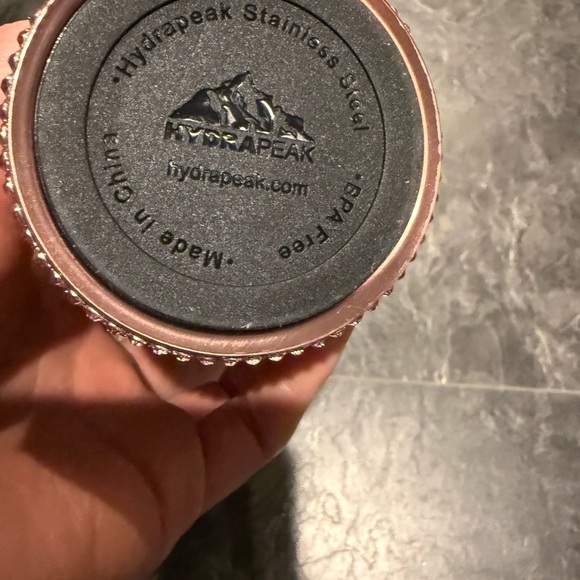 •Hydrapeak Stainless Steel
HYDRAPEAK
hydrapeak.com
•BPA Free
•Made In China